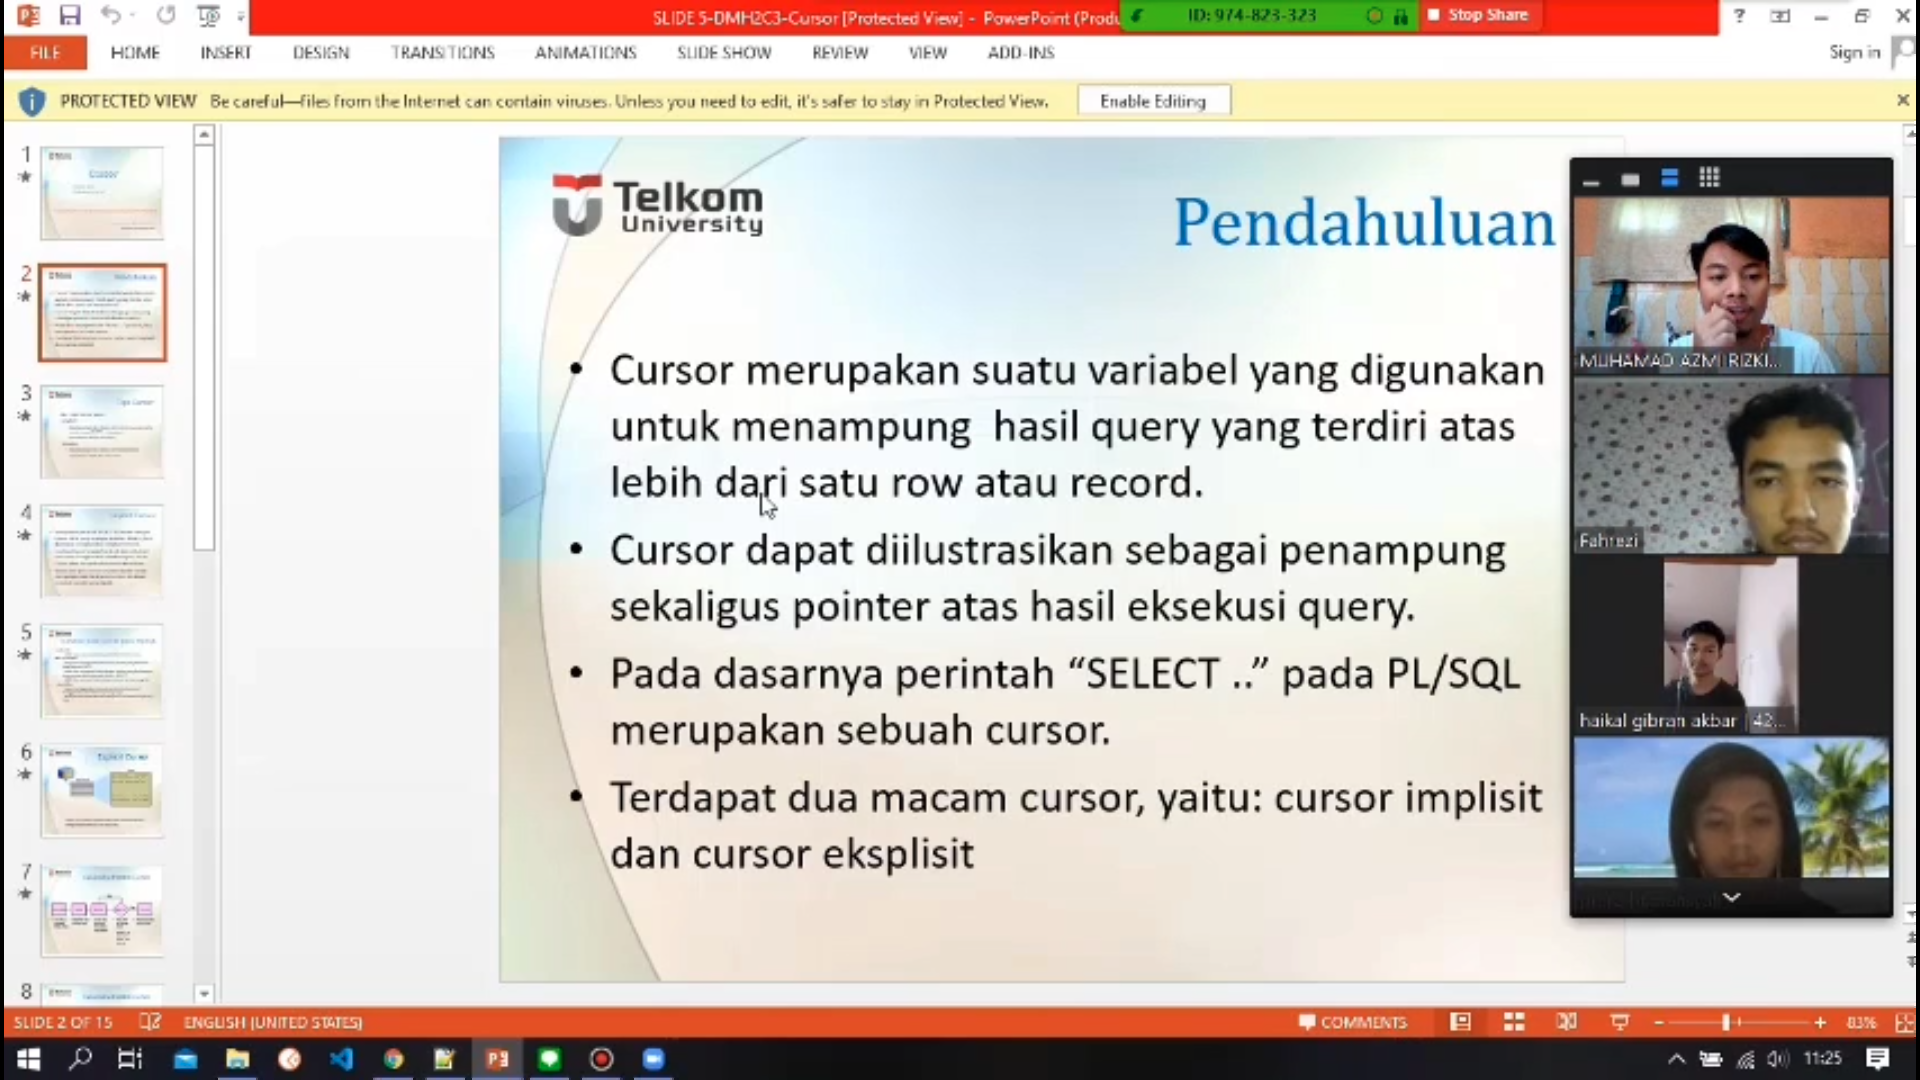 SLIDE 5-DMH2C3-Cursor [Protected View] - PowerPoint (Produ
ID: 974-823-323
Stop Share
FILE HOME INSERT DESIGN TRANSITIONS ANIMATIONS SLIDE SHOW REVIEW VIEW ADD-INS
Sign in
PROTECTED VIEW Be careful—files from the Internet can contain viruses. Unless you need to edit, it's safer to stay in Protected View.
Enable Editing
1
2
3
4
5
6
7
8
Telkom
University
Pendahuluan
• Cursor merupakan suatu variabel yang digunakan
untuk menampung hasil query yang terdiri atas
lebih dari satu row atau record.
• Cursor dapat diilustrasikan sebagai penampung
sekaligus pointer atas hasil eksekusi query.
• Pada dasarnya perintah “SELECT ..” pada PL/SQL
merupakan sebuah cursor.
• Terdapat dua macam cursor, yaitu: cursor implisit
dan cursor eksplisit
MUHAMAD AZMI RIZKI...
Fahrezi
haikal gibran akbar | 42...
SLIDE 2 OF 15
ENGLISH (UNITED STATES)
COMMENTS
83%
11:25